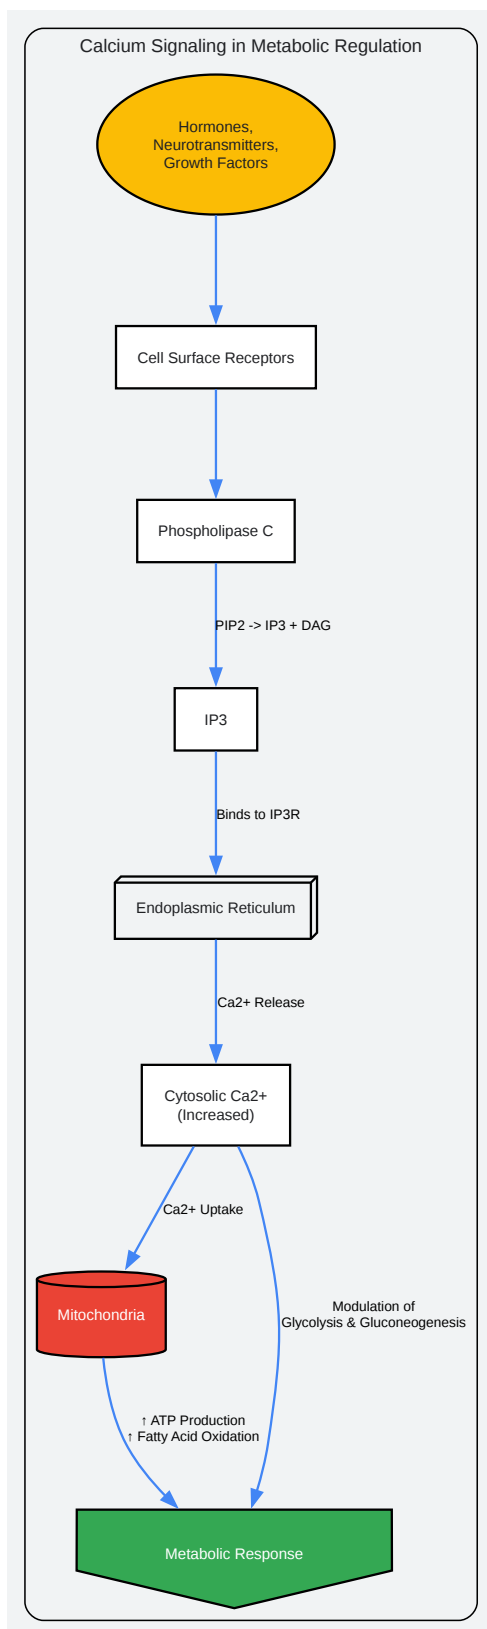 Calcium Signaling in Metabolic Regulation
Hormones,
Neurotransmitters,
Growth Factors
Cell Surface Receptors
Phospholipase C
PIP2 -> IP3 + DAG
IP3
Binds to IP3R
Endoplasmic Reticulum
Ca2+ Release
Cytosolic Ca2+
(Increased)
Ca2+ Uptake
Mitochondria
Modulation of
Glycolysis & Gluconeogenesis
↑ ATP Production
↑ Fatty Acid Oxidation
Metabolic Response